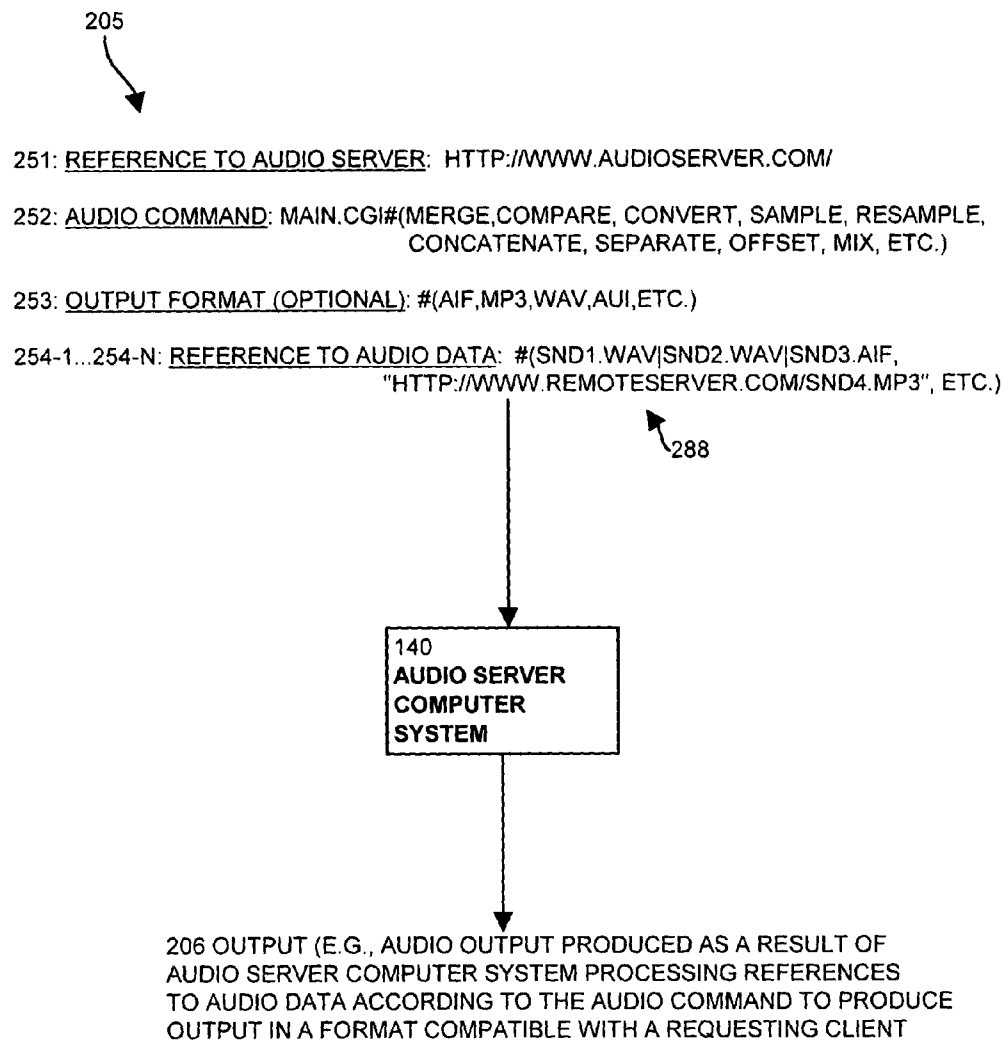 205
251: REFERENCE TO AUDIO SERVER: HTTP://WWW.AUDIOSERVER.COM/
252: AUDIO COMMAND: MAIN.CGI#(MERGE,COMPARE, CONVERT, SAMPLE, RESAMPLE,
CONCATENATE, SEPARATE, OFFSET, MIX, ETC.)
253: OUTPUT FORMAT (OPTIONAL): #(AIF,MP3,WAV,AUI,ETC.)
254-1...254-N: REFERENCE TO AUDIO DATA: #(SND1.WAV|SND2.WAV|SND3.AIF,
"HTTP://WWW.REMOTESERVER.COM/SND4.MP3", ETC.)
288
140
AUDIO SERVER
COMPUTER
SYSTEM
206 OUTPUT (E.G., AUDIO OUTPUT PRODUCED AS A RESULT OF
AUDIO SERVER COMPUTER SYSTEM PROCESSING REFERENCES
TO AUDIO DATA ACCORDING TO THE AUDIO COMMAND TO PRODUCE
OUTPUT IN A FORMAT COMPATIBLE WITH A REQUESTING CLIENT